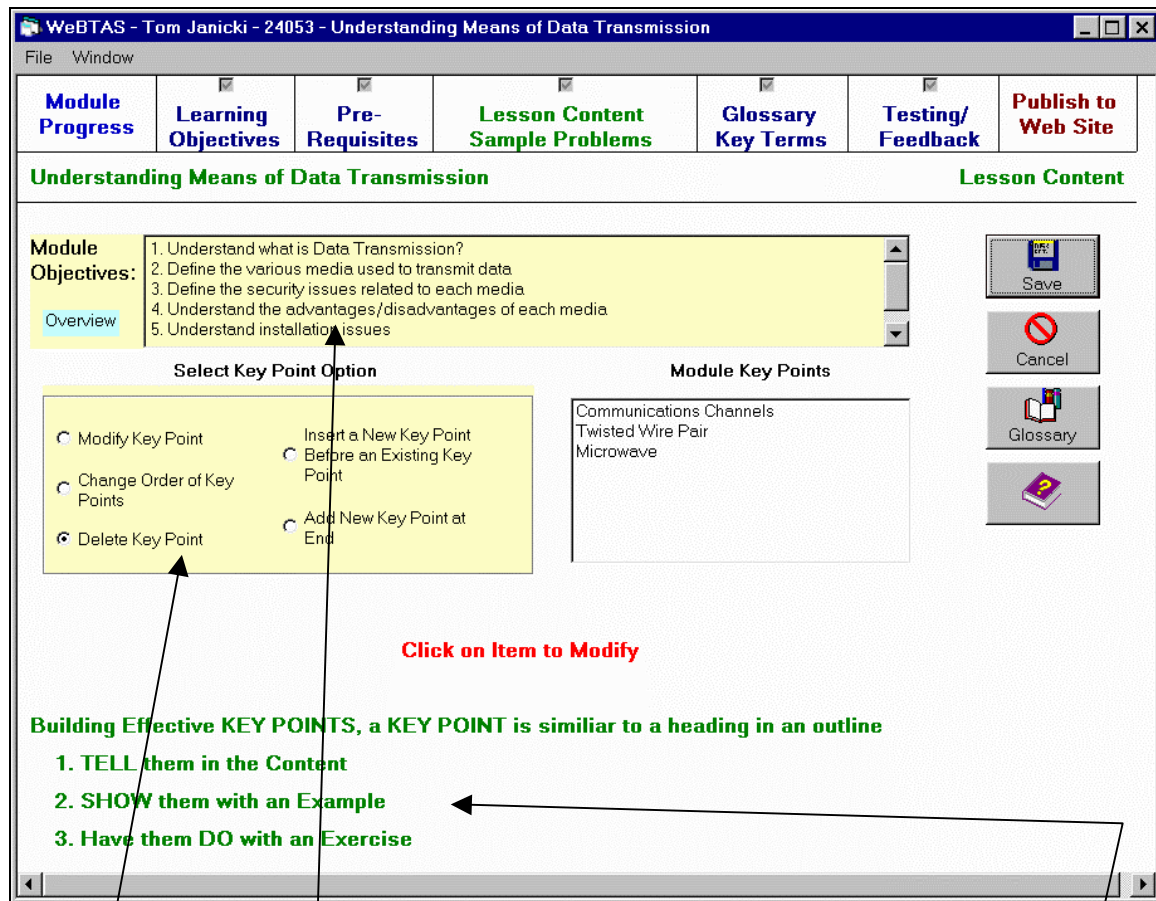 WeBTAS - Tom Janicki - 24053 - Understanding Means of Data Transmission
File Window
Module Progress
Learning Objectives
Pre-Requisites
Lesson Content Sample Problems
Glossary Key Terms
Testing/ Feedback
Publish to Web Site
Understanding Means of Data Transmission
Lesson Content
Module Objectives:
Overview
1. Understand what is Data Transmission?
2. Define the various media used to transmit data
3. Define the security issues related to each media
4. Understand the advantages/disadvantages of each media
5. Understand installation issues
Save
Cancel
Glossary
Select Key Point Option
Modify Key Point
Change Order of Key
Points
Delete Key Point
Insert a New Key Point
Before an Existing Key
Point
Add New Key Point at
End
Module Key Points
Communications Channels
Twisted Wire Pair
Microwave
Click on Item to Modify
Building Effective KEY POINTS, a KEY POINT is similiar to a heading in an outline
1. TELL them in the Content
2. SHOW them with an Example
3. Have them DO with an Exercise